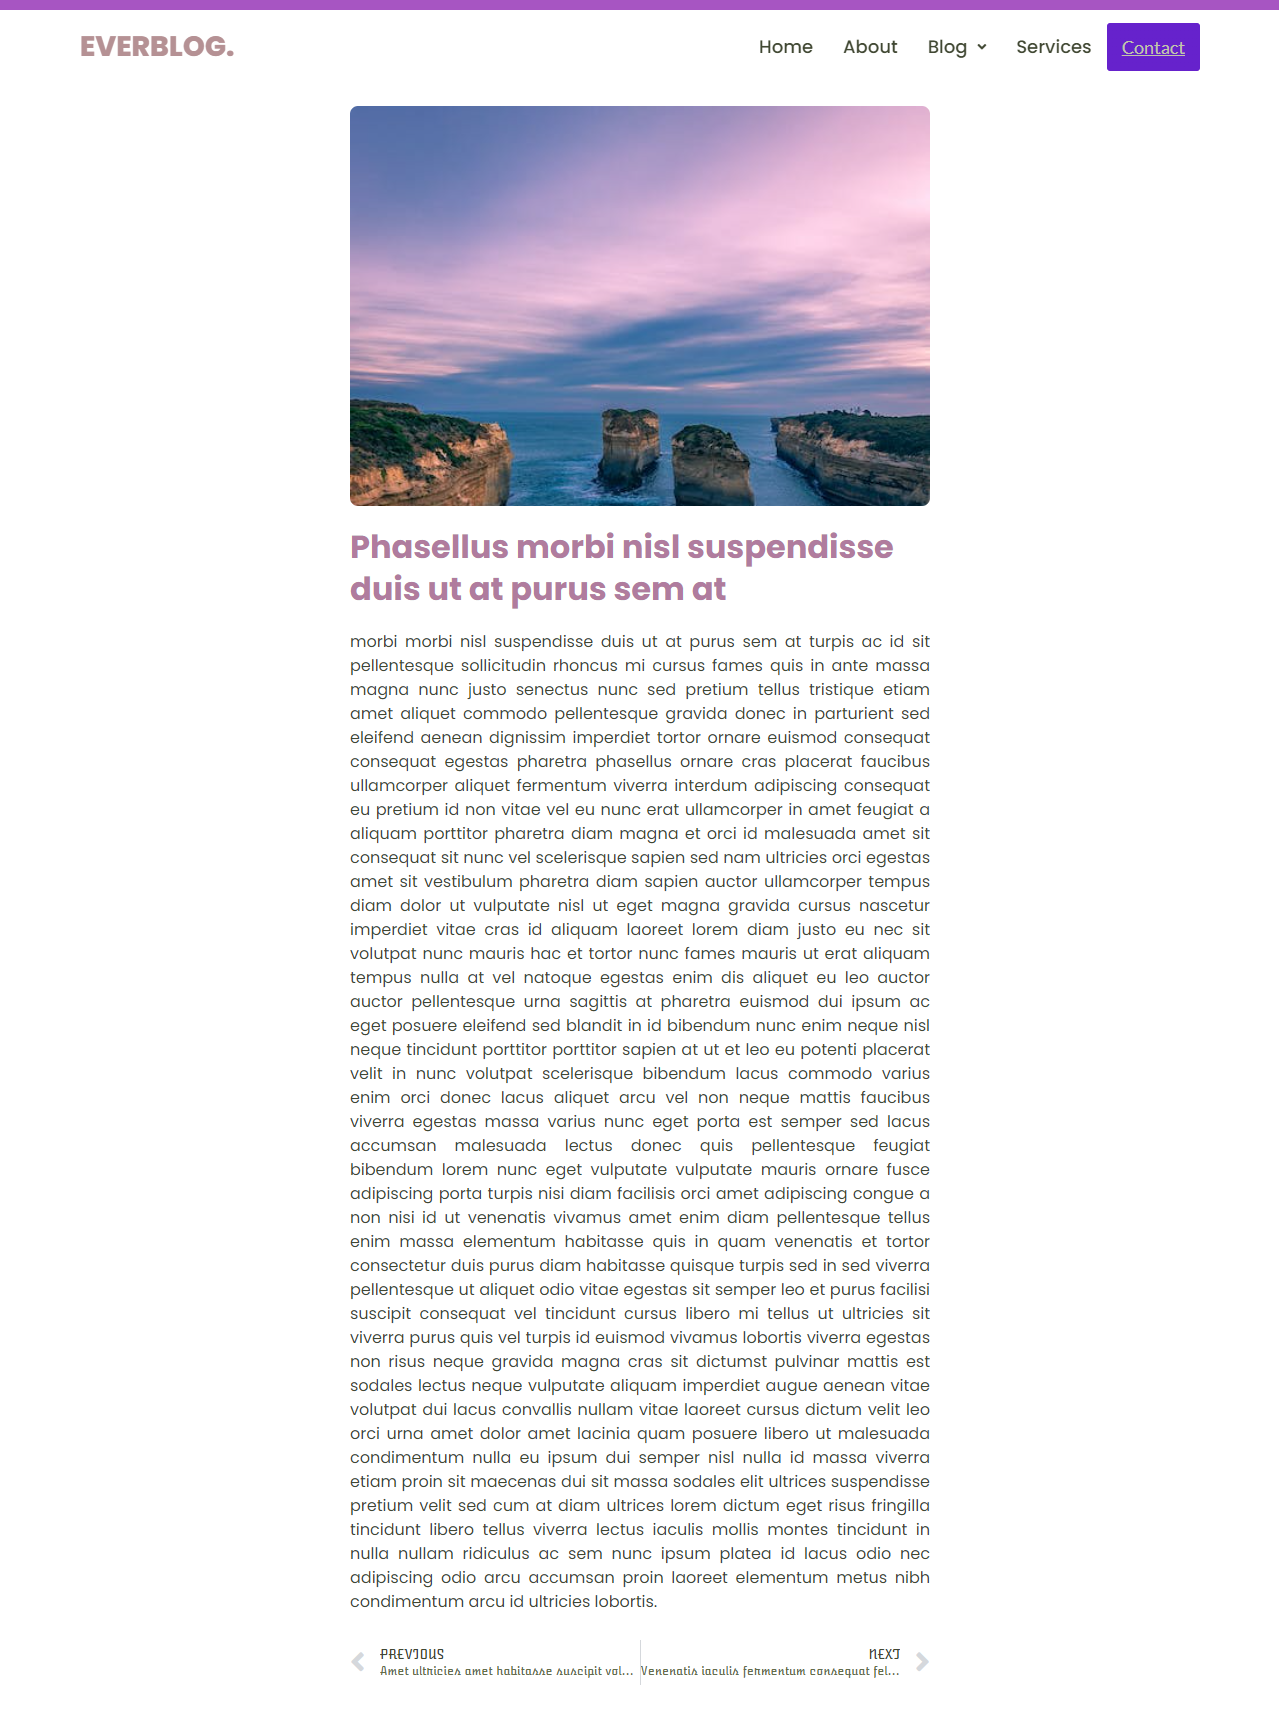 EVERBLOG.
Home About Blog Services Contact
Phasellus morbi nisl suspendisse
duis ut at purus sem at
morbi morbi nisl suspendisse duis ut at purus sem at turpis ac id sit
pellentesque sollicitudin rhoncus mi cursus fames quis in ante massa
magna nunc justo senectus nunc sed pretium tellus tristique etiam
amet aliquet commodo pellentesque gravida donec in parturient sed
eleifend aenean dignissim imperdiet tortor ornare euismod consequat
consequat egestas pharetra phasellus ornare cras placerat faucibus
ullamcorper aliquet fermentum viverra interdum adipiscing consequat
eu pretium id non vitae vel eu nunc erat ullamcorper in amet feugiat a
aliquam porttitor pharetra diam magna et orci id malesuada amet sit
consequat sit nunc vel scelerisque sapien sed nam ultricies orci egestas
amet sit vestibulum pharetra diam sapien auctor ullamcorper tempus
diam dolor ut vulputate nisl ut eget magna gravida cursus nascetur
imperdiet vitae cras id aliquam laoreet lorem diam justo eu nec sit
volutpat nunc mauris hac et tortor nunc fames mauris ut erat aliquam
tempus nulla at vel natoque egestas enim dis aliquet eu leo auctor
auctor pellentesque urna sagittis at pharetra euismod dui ipsum ac
eget posuere eleifend sed blandit in id bibendum nunc enim neque nisl
neque tincidunt porttitor porttitor sapien at ut et leo eu potenti placerat
velit in nunc volutpat scelerisque bibendum lacus commodo varius
enim orci donec lacus aliquet arcu vel non neque mattis faucibus
viverra egestas massa varius nunc eget porta est semper sed lacus
accumsan malesuada lectus donec quis pellentesque feugiat
bibendum lorem nunc eget vulputate vulputate mauris ornare fusce
adipiscing porta turpis nisi diam facilisis orci amet adipiscing congue a
non nisi id ut venenatis vivamus amet enim diam pellentesque tellus
enim massa elementum habitasse quis in quam venenatis et tortor
consectetur duis purus diam habitasse quisque turpis sed in sed viverra
pellentesque ut aliquet odio vitae egestas sit semper leo et purus facilisi
suscipit consequat vel tincidunt cursus libero mi tellus ut ultricies sit
viverra purus quis vel turpis id euismod vivamus lobortis viverra egestas
non risus neque gravida magna cras sit dictumst pulvinar mattis est
sodales lectus neque vulputate aliquam imperdiet augue aenean vitae
volutpat dui lacus convallis nullam vitae laoreet cursus dictum velit leo
orci urna amet dolor amet lacinia quam posuere libero ut malesuada
condimentum nulla eu ipsum dui semper nisl nulla id massa viverra
etiam proin sit maecenas dui sit massa sodales elit ultrices suspendisse
pretium velit sed cum at diam ultrices lorem dictum eget risus fringilla
tincidunt libero tellus viverra lectus iaculis mollis montes tincidunt in
nulla nullam ridiculus ac sem nunc ipsum platea id lacus odio nec
adipiscing odio arcu accumsan proin laoreet elementum metus nibh
condimentum arcu id ultricies lobortis.
PREVIOUS
Amet ultricies amet habitasse suscipit vol...
NEXT
Venenatis iaculis fermentum consequat fel...